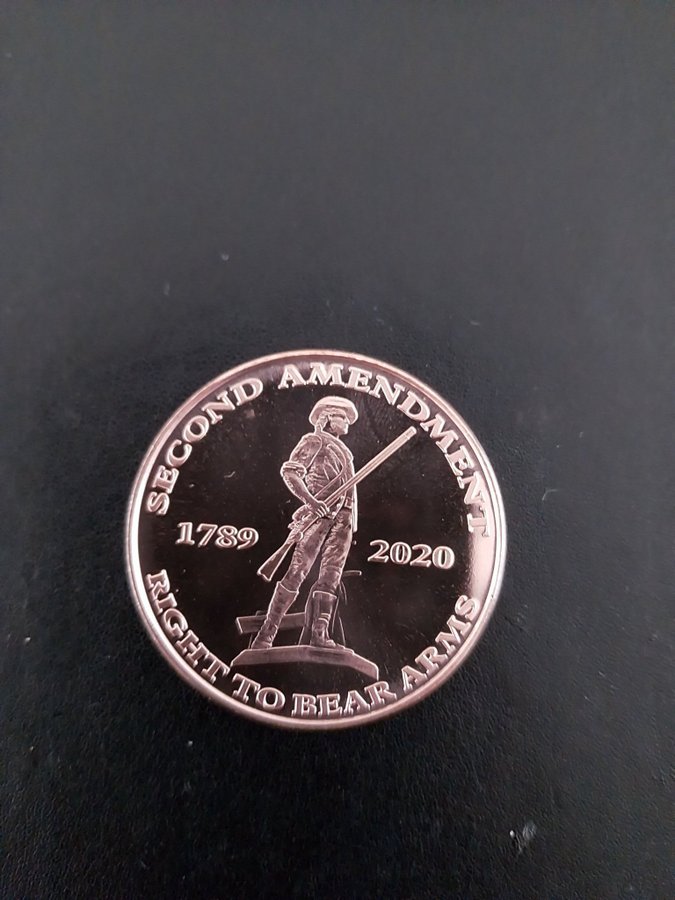 SECOND AMENDMENT
1789
2020
RIGHT TO BEAR ARMS